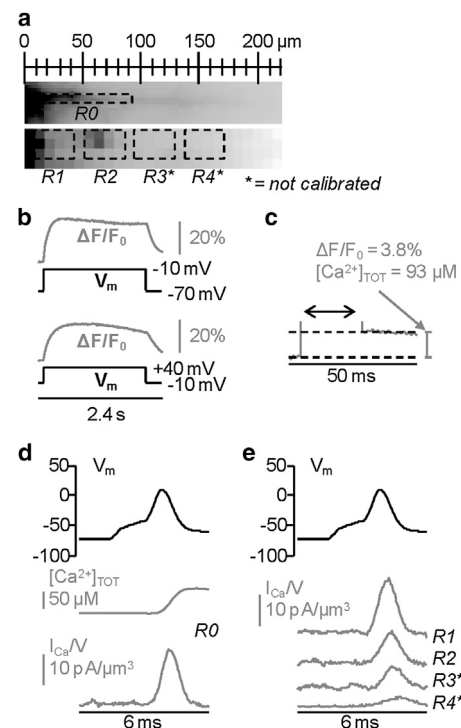 a
0 50 100 150 200 μm
R0
R1 R2 R3* R4*
* = not calibrated
b
ΔF/F0
20%
-10 mV
Vm
-70 mV
ΔF/F0
20%
+40 mV
Vm
-10 mV
2.4 s
c
ΔF/F0 = 3.8%
[Ca2+]TOT = 93 μM
50 ms
d
50
Vm
0
-50
-100
[Ca2+]TOT
50 μM
ICa/V
R0
10 pA/μm3
6 ms
e
50
Vm
0
-50
-100
ICa/V
10 pA/μm3
R1
R2
R3*
R4*
6 ms